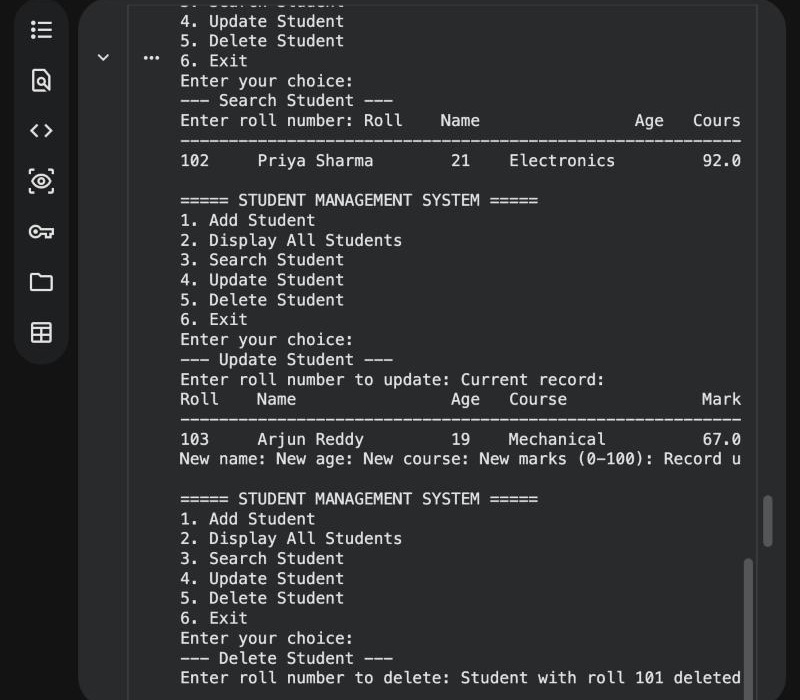 3. Search Student
4. Update Student
5. Delete Student
6. Exit
Enter your choice:
--- Search Student ---
Enter roll number: Roll    Name                Age   Cours
----------------------------------------------------------
102     Priya Sharma        21    Electronics         92.0

===== STUDENT MANAGEMENT SYSTEM =====
1. Add Student
2. Display All Students
3. Search Student
4. Update Student
5. Delete Student
6. Exit
Enter your choice:
--- Update Student ---
Enter roll number to update: Current record:
Roll    Name                Age   Course              Mark
----------------------------------------------------------
103     Arjun Reddy         19    Mechanical          67.0
New name: New age: New course: New marks (0-100): Record u

===== STUDENT MANAGEMENT SYSTEM =====
1. Add Student
2. Display All Students
3. Search Student
4. Update Student
5. Delete Student
6. Exit
Enter your choice:
--- Delete Student ---
Enter roll number to delete: Student with roll 101 deleted